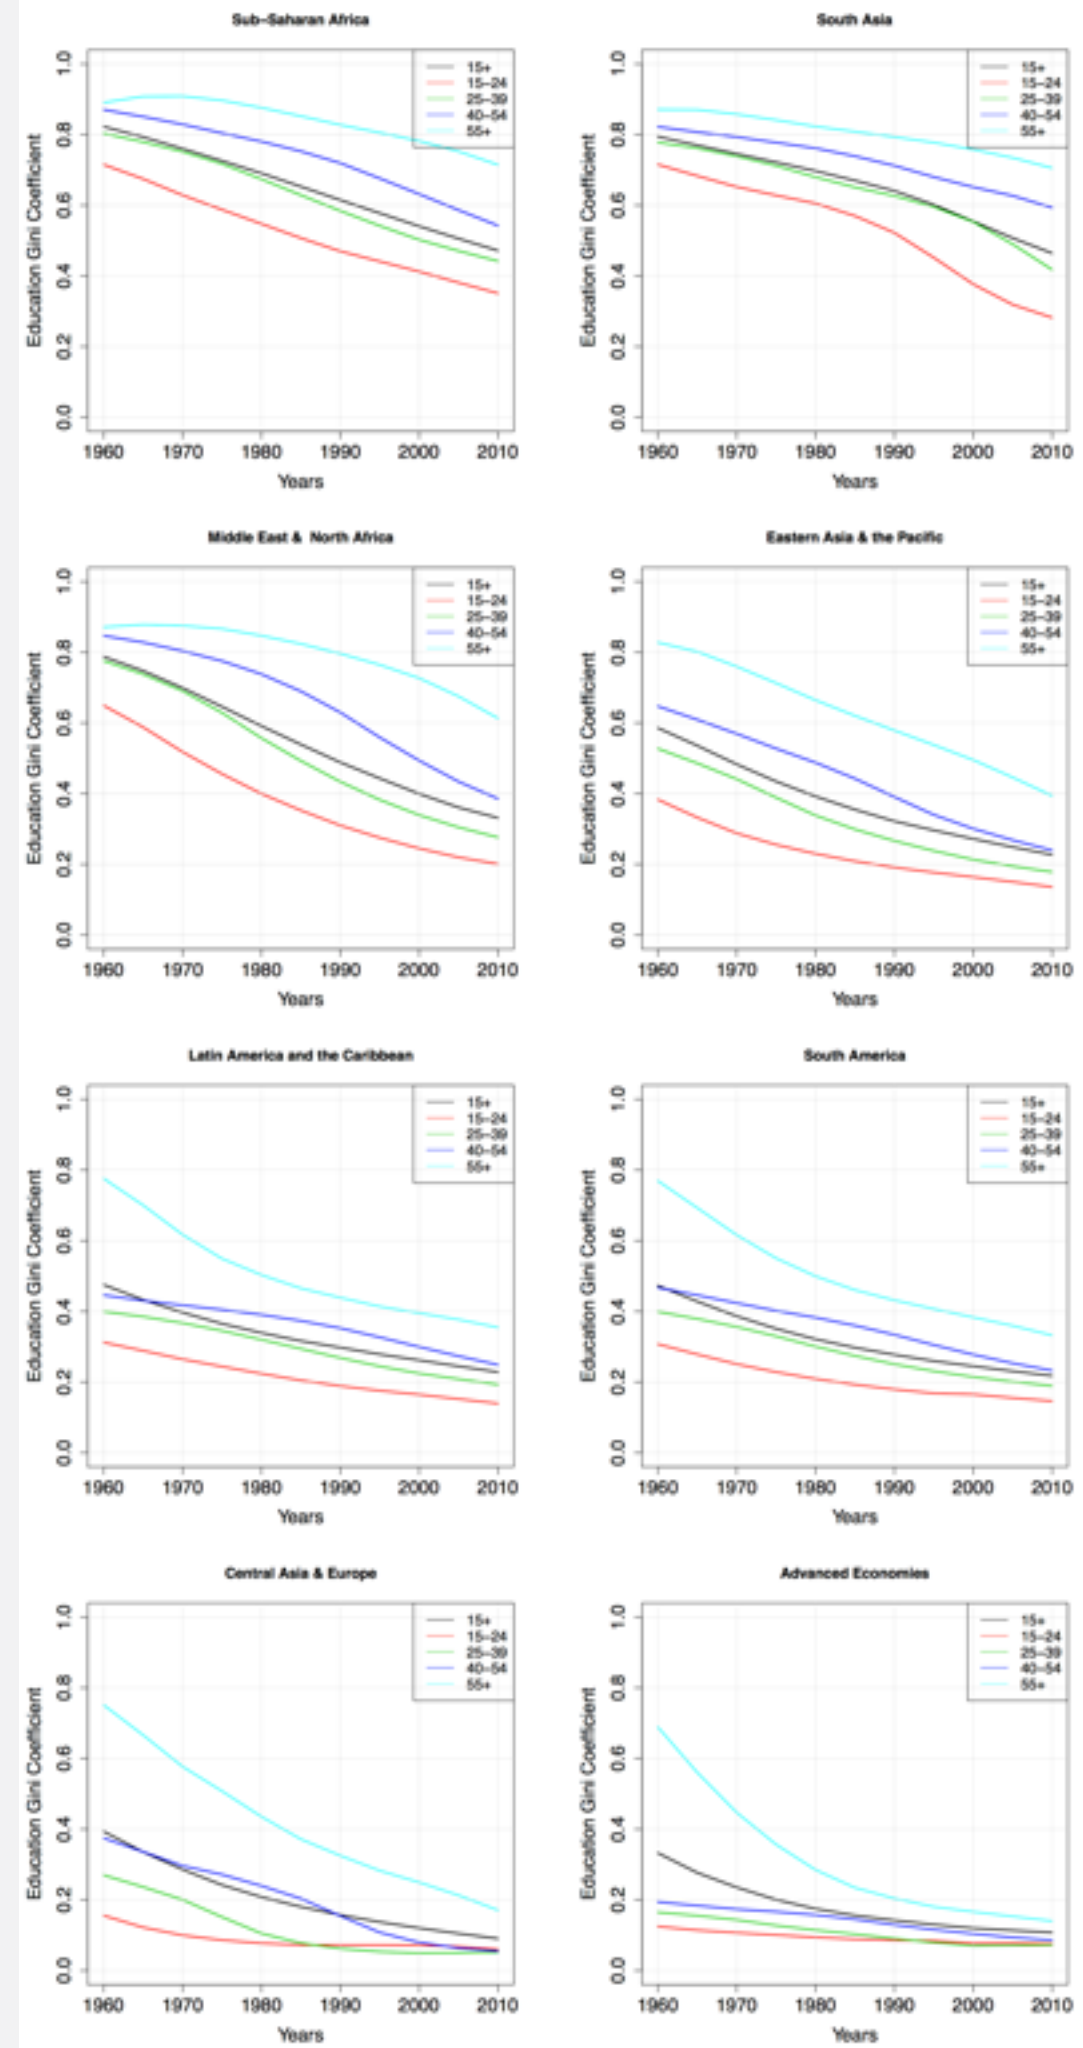 Sub-Saharan Africa
Education Gini Coefficient
1.0
0.8
0.6
0.4
0.2
0.0
15+
15-24
25-39
40-54
55+
1960 1970 1980 1990 2000 2010
Years
South Asia
Education Gini Coefficient
1.0
0.8
0.6
0.4
0.2
0.0
15+
15-24
25-39
40-54
55+
1960 1970 1980 1990 2000 2010
Years
Middle East & North Africa
Education Gini Coefficient
1.0
0.8
0.6
0.4
0.2
0.0
15+
15-24
25-39
40-54
55+
1960 1970 1980 1990 2000 2010
Years
Eastern Asia & the Pacific
Education Gini Coefficient
1.0
0.8
0.6
0.4
0.2
0.0
15+
15-24
25-39
40-54
55+
1960 1970 1980 1990 2000 2010
Years
Latin America and the Caribbean
Education Gini Coefficient
1.0
0.8
0.6
0.4
0.2
0.0
15+
15-24
25-39
40-54
55+
1960 1970 1980 1990 2000 2010
Years
South America
Education Gini Coefficient
1.0
0.8
0.6
0.4
0.2
0.0
15+
15-24
25-39
40-54
55+
1960 1970 1980 1990 2000 2010
Years
Central Asia & Europe
Education Gini Coefficient
1.0
0.8
0.6
0.4
0.2
0.0
15+
15-24
25-39
40-54
55+
1960 1970 1980 1990 2000 2010
Years
Advanced Economies
Education Gini Coefficient
1.0
0.8
0.6
0.4
0.2
0.0
15+
15-24
25-39
40-54
55+
1960 1970 1980 1990 2000 2010
Years